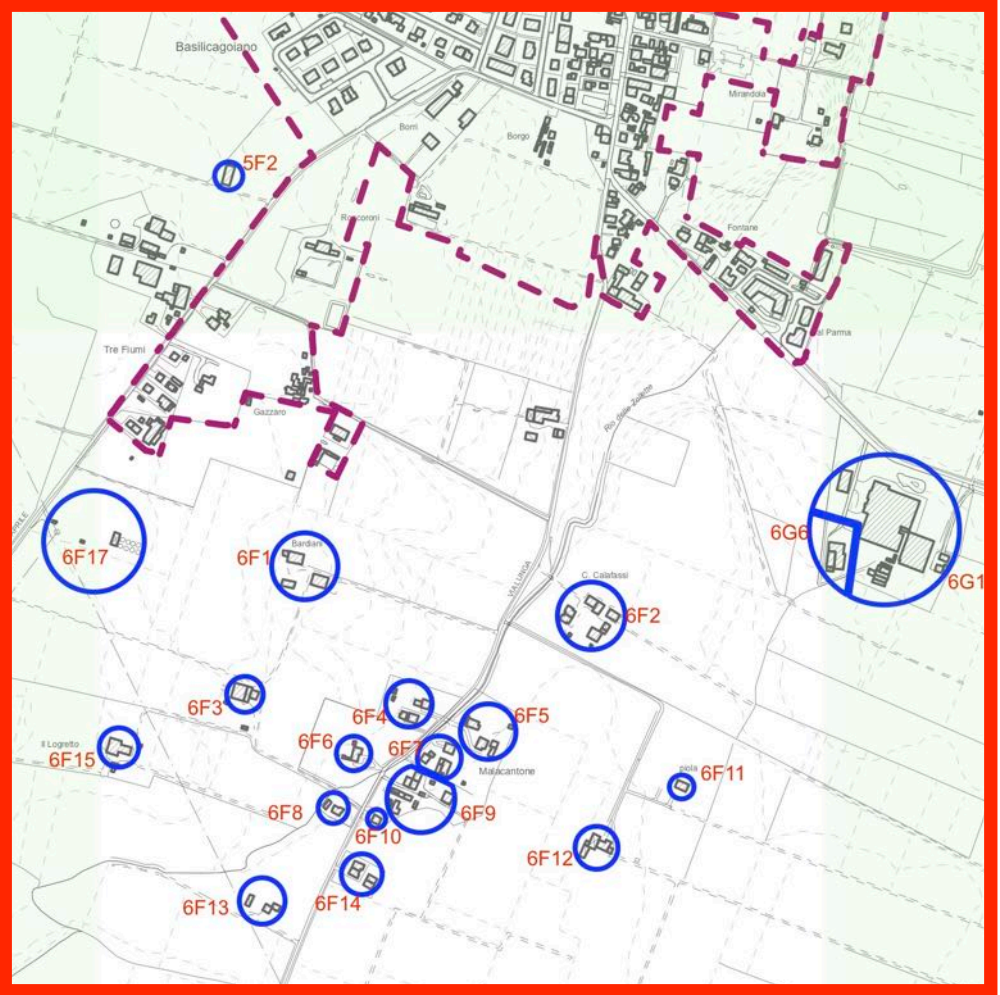 Basilicagoiano
Mirandola
Borri
Borgo
5F2
Roncoroni
Fontane
al Parma
Tre Fiumi
Gazzaro
Rio delle Zolle
6G6
6F17
Bardiani
6F1
VIA LUNGA
C. Calafassi
6G1
6F2
6F3
6F4
6F5
6F6
6F7
Il Logretto
6F15
Malacantone
piola
6F11
6F8
6F9
6F10
6F12
6F14
6F13